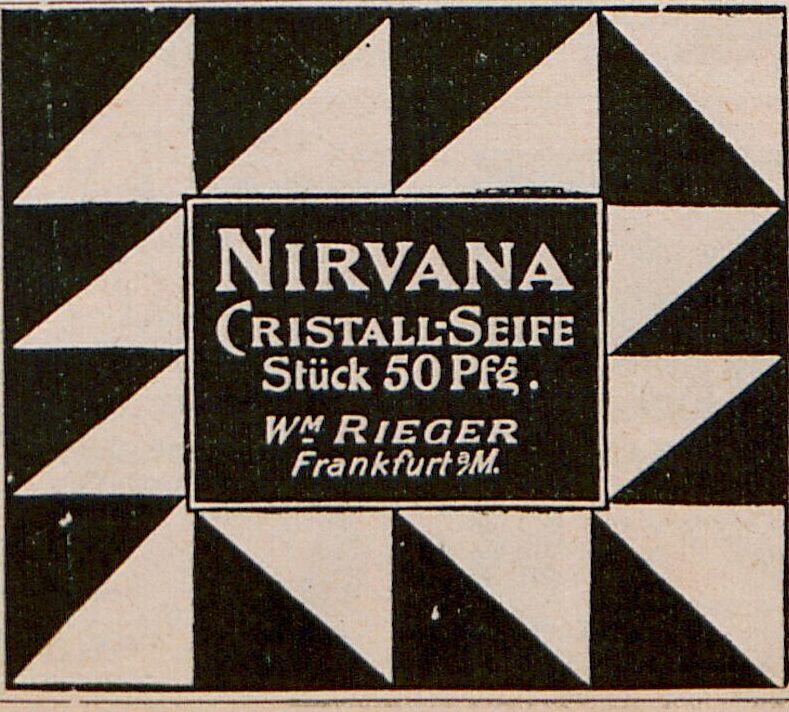 NIRVANA
CRISTALL-SEIFE
Stück 50 Pfg.
WM RIEGER
Frankfurt a/M.